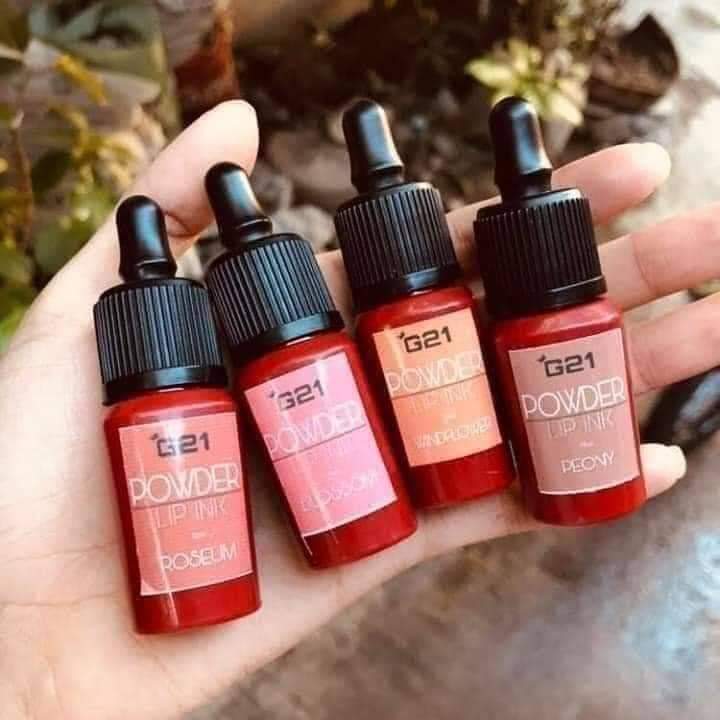 G21
POWDER
LIP INK
ROSEUM
G21
POWDER
BLOSSOM
G21
POWDER
LIP INK
WINDFLOWER
G21
POWDER
LIP INK
PEONY